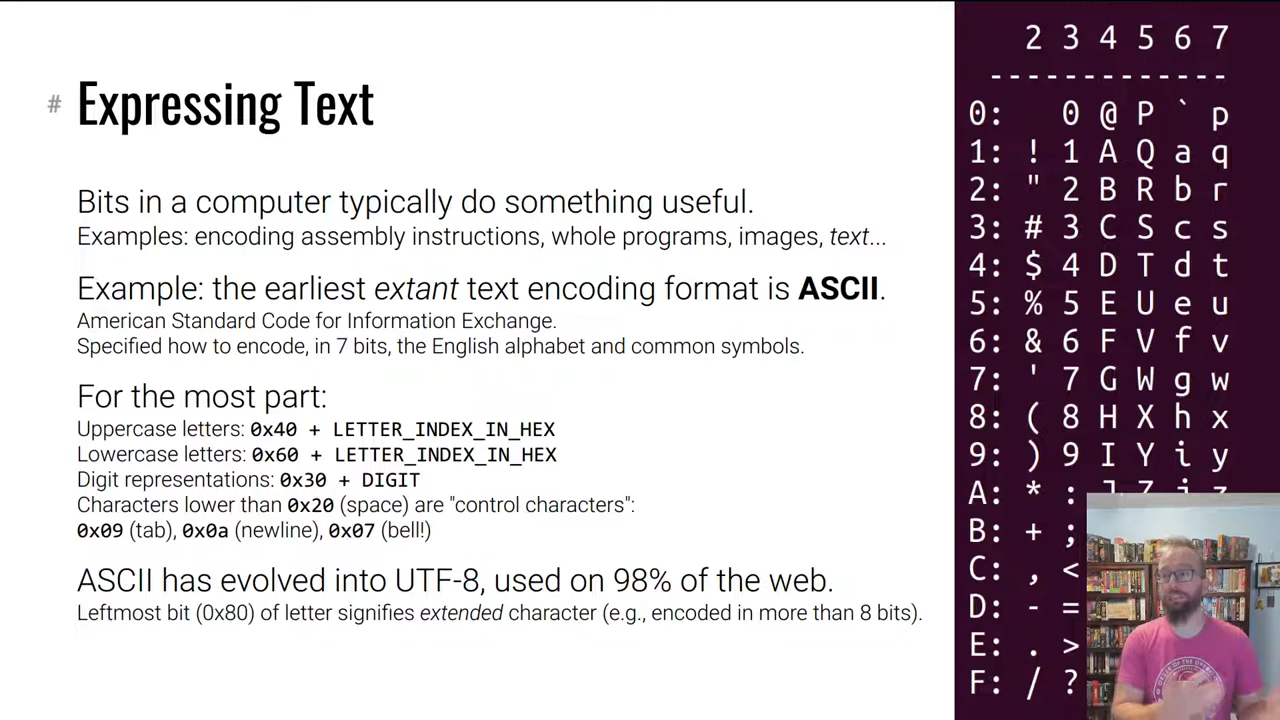 # Expressing Text
Bits in a computer typically do something useful.
Examples: encoding assembly instructions, whole programs, images, text...
Example: the earliest extant text encoding format is ASCII.
American Standard Code for Information Exchange.
Specified how to encode, in 7 bits, the English alphabet and common symbols.
For the most part:
Uppercase letters: 0x40 + LETTER_INDEX_IN_HEX
Lowercase letters: 0x60 + LETTER_INDEX_IN_HEX
Digit representations: 0x30 + DIGIT
Characters lower than 0x20 (space) are "control characters":
0x09 (tab), 0x0a (newline), 0x07 (bell!)
ASCII has evolved into UTF-8, used on 98% of the web.
Leftmost bit (0x80) of letter signifies extended character (e.g., encoded in more than 8 bits).
2 3 4 5 6 7
-------------
0: 0 @ P ` p
1: ! 1 A Q a q
2: " 2 B R b r
3: # 3 C S c s
4: $ 4 D T d t
5: % 5 E U e u
6: & 6 F V f v
7: ' 7 G W g w
8: ( 8 H X h x
9: ) 9 I Y i y
A: * : J Z j z
B: + ;
C: , <
D: - =
E: . >
F: / ?